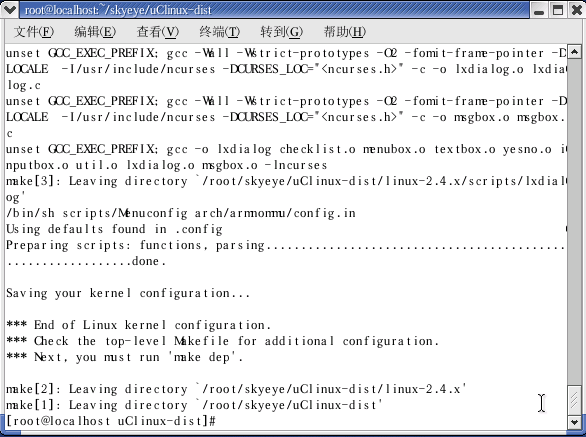 root@localhost:~/skyeye/uClinux-dist
文件(F) 编辑(E) 查看(V) 终端(T) 转到(G) 帮助(H)
unset GCC_EXEC_PREFIX; gcc -Wall -Wstrict-prototypes -O2 -fomit-frame-pointer -D
LOCALE -I/usr/include/ncurses -DCURSES_LOC="<ncurses.h>" -c -o lxdialog.o lxdia
log.c
unset GCC_EXEC_PREFIX; gcc -Wall -Wstrict-prototypes -O2 -fomit-frame-pointer -D
LOCALE -I/usr/include/ncurses -DCURSES_LOC="<ncurses.h>" -c -o msgbox.o msgbox.
c
unset GCC_EXEC_PREFIX; gcc -o lxdialog checklist.o menubox.o textbox.o yesno.o i
nputbox.o util.o lxdialog.o msgbox.o -lncurses
make[3]: Leaving directory `/root/skyeye/uClinux-dist/linux-2.4.x/scripts/lxdial
og'
/bin/sh scripts/Menuconfig arch/armnommu/config.in
Using defaults found in .config
Preparing scripts: functions, parsing...........................................
..................done.
Saving your kernel configuration...
*** End of Linux kernel configuration.
*** Check the top-level Makefile for additional configuration.
*** Next, you must run 'make dep'.
make[2]: Leaving directory `/root/skyeye/uClinux-dist/linux-2.4.x'
make[1]: Leaving directory `/root/skyeye/uClinux-dist'
[root@localhost uClinux-dist]#